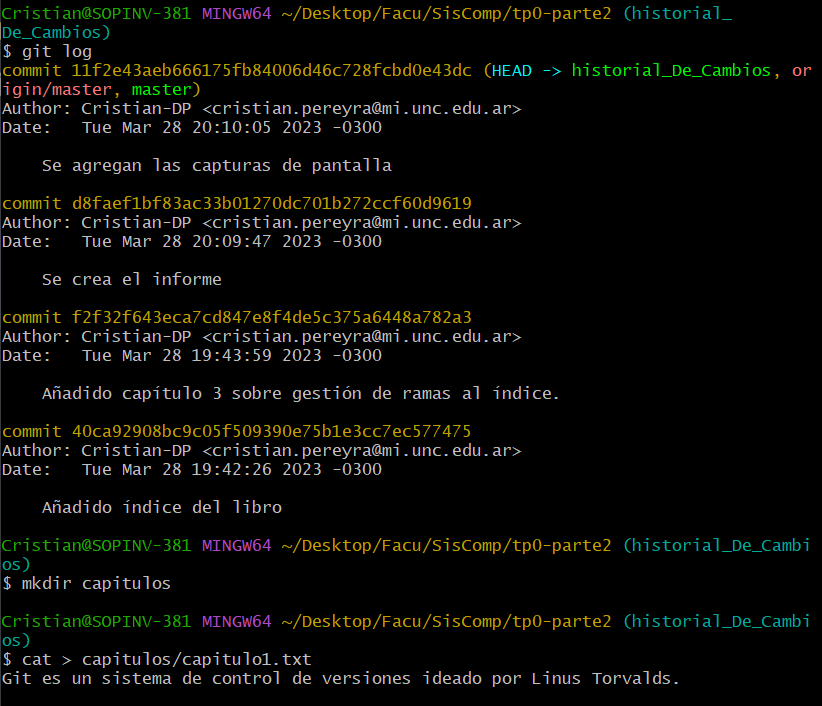 Cristian@SOPINV-381 MINGW64 ~/Desktop/Facu/SisComp/tp0-parte2 (historial_
De_Cambios)
$ git log
commit 11f2e43aeb666175fb84006d46c728fcbd0e43dc (HEAD -> historial_De_Cambios, or
igin/master, master)
Author: Cristian-DP <cristian.pereyra@mi.unc.edu.ar>
Date:   Tue Mar 28 20:10:05 2023 -0300
    Se agregan las capturas de pantalla
commit d8faef1bf83ac33b01270dc701b272ccf60d9619
Author: Cristian-DP <cristian.pereyra@mi.unc.edu.ar>
Date:   Tue Mar 28 20:09:47 2023 -0300
    Se crea el informe
commit f2f32f643eca7cd847e8f4de5c375a6448a782a3
Author: Cristian-DP <cristian.pereyra@mi.unc.edu.ar>
Date:   Tue Mar 28 19:43:59 2023 -0300
    Añadido capítulo 3 sobre gestión de ramas al índice.
commit 40ca92908bc9c05f509390e75b1e3cc7ec577475
Author: Cristian-DP <cristian.pereyra@mi.unc.edu.ar>
Date:   Tue Mar 28 19:42:26 2023 -0300
    Añadido índice del libro
Cristian@SOPINV-381 MINGW64 ~/Desktop/Facu/SisComp/tp0-parte2 (historial_De_Cambi
os)
$ mkdir capitulos
Cristian@SOPINV-381 MINGW64 ~/Desktop/Facu/SisComp/tp0-parte2 (historial_De_Cambi
os)
$ cat > capitulos/capitulo1.txt
Git es un sistema de control de versiones ideado por Linus Torvalds.